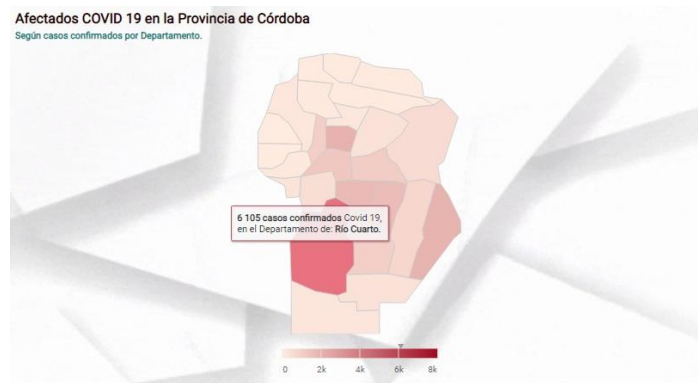 Afectados COVID 19 en la Provincia de Córdoba
Según casos confirmados por Departamento.
6 105 casos confirmados Covid 19,
en el Departamento de: Río Cuarto.
0 2k 4k 6k 8k